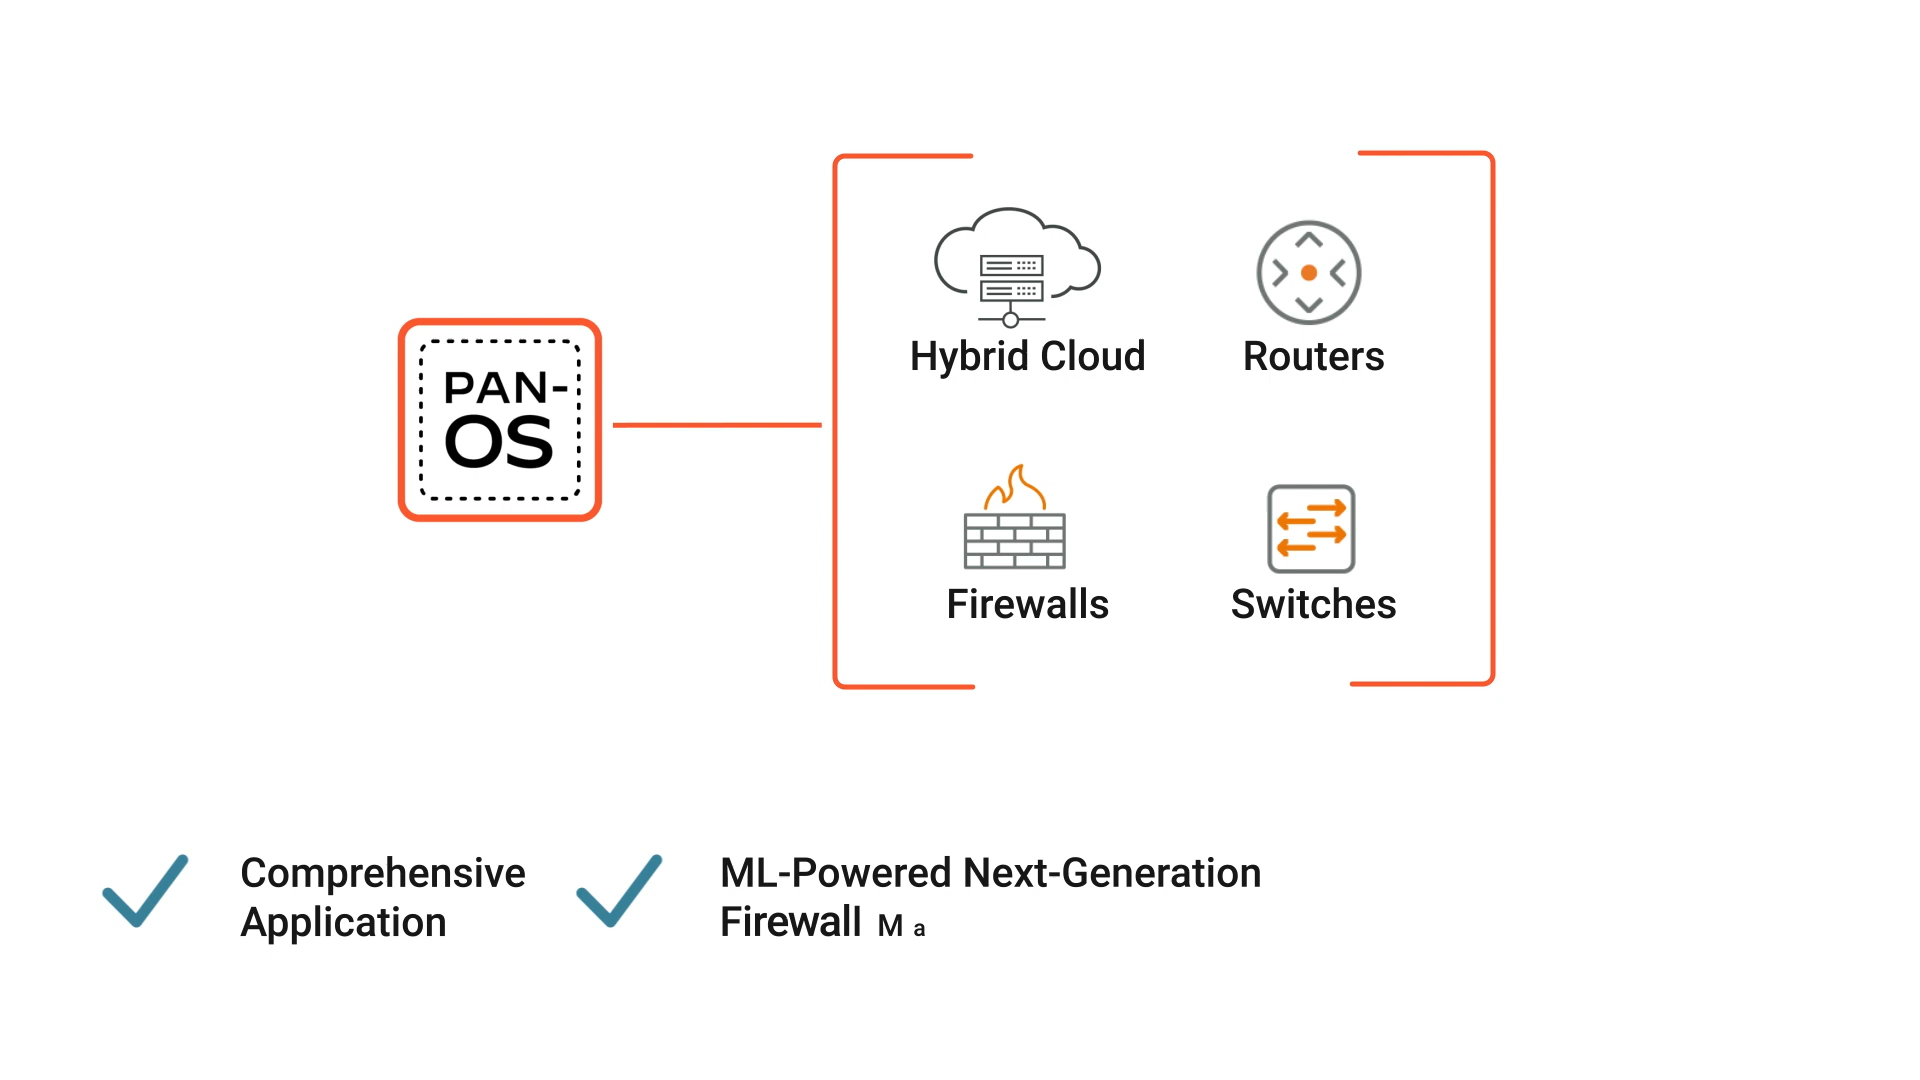 PAN-
OS
Hybrid Cloud
Routers
Firewalls
Switches
Comprehensive
Application
ML-Powered Next-Generation
Firewall M a